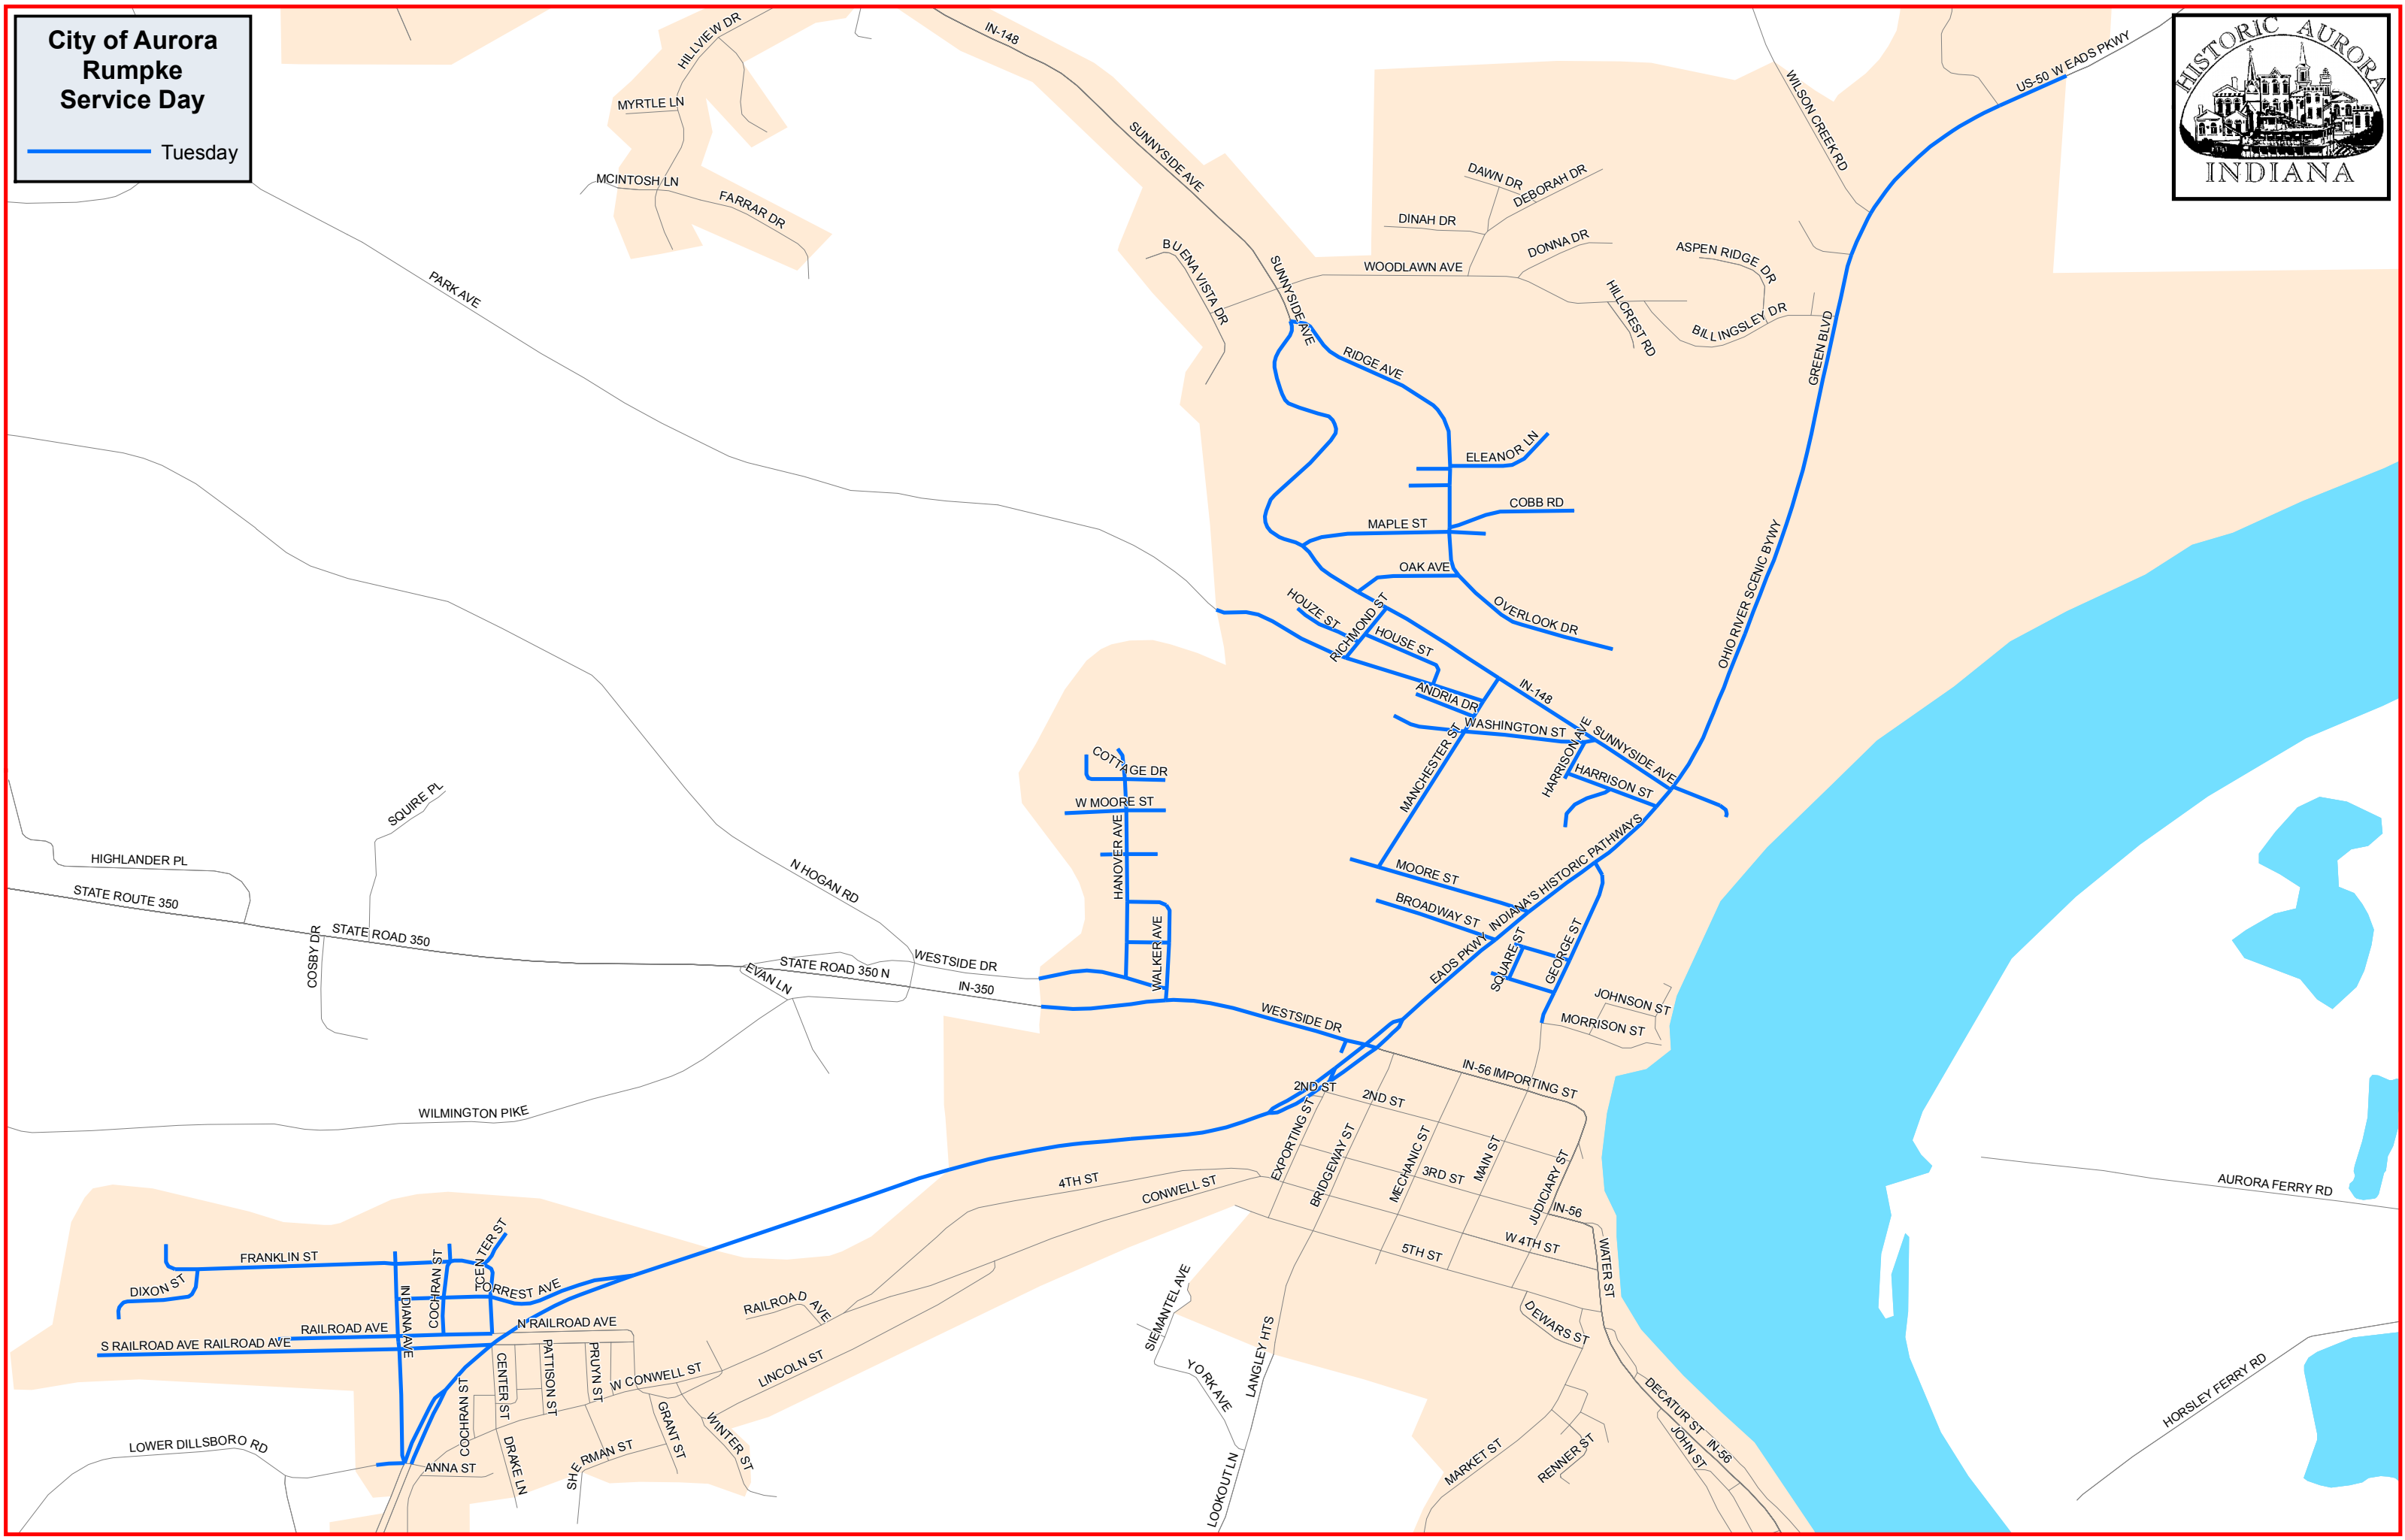 City of Aurora
Rumpke
Service Day
Tuesday
HISTORIC AURORA
INDIANA
HILLVIEW DR
IN-148
US-50 W EADS PKWY
MYRTLE LN
WILSON CREEK RD
SUNNYSIDE AVE
MCINTOSH LN
FARRAR DR
DAWN DR
DEBORAH DR
DINAH DR
DONNA DR
ASPEN RIDGE DR
BUENA VISTA DR
WOODLAWN AVE
SUNNYSIDE AVE
PARK AVE
HILLCREST RD
BILLINGSLEY DR
GREEN BLVD
RIDGE AVE
ELEANOR LN
COBB RD
MAPLE ST
OHIO RIVER SCENIC BYWY
OAK AVE
HOUZE ST
RICHMOND ST
HOUSE ST
OVERLOOK DR
ANDRIA DR
IN-148
WASHINGTON ST
HARRISON AVE
SUNNYSIDE AVE
MANCHESTER ST
HARRISON ST
COTTAGE DR
W MOORE ST
HANOVER AVE
SQUIRE PL
HIGHLANDER PL
N HOGAN RD
STATE ROUTE 350
MOORE ST
INDIANA'S HISTORIC PATHWAYS
BROADWAY ST
STATE ROAD 350
COSBY DR
WALKER AVE
EADS PKWY
SQUARE ST
GEORGE ST
WESTSIDE DR
STATE ROAD 350 N
EVAN LN
IN-350
JOHNSON ST
MORRISON ST
WESTSIDE DR
IN-56 IMPORTING ST
2ND ST
2ND ST
WILMINGTON PIKE
EXPORTING ST
BRIDGEWAY ST
MECHANIC ST
MAIN ST
3RD ST
JUDICIARY ST
4TH ST
CONWELL ST
AURORA FERRY RD
IN-56
W 4TH ST
5TH ST
WATER ST
FRANKLIN ST
DIXON ST
CENTER ST
COCHRAN ST
FORREST AVE
INDIANA AVE
RAILROAD AVE
N RAILROAD AVE
RAILROAD AVE
S RAILROAD AVE RAILROAD AVE
SIEMANTEL AVE
DEWARS ST
LANGLEY HTS
YORK AVE
CENTER ST
PATTISON ST
PRUYN ST
W CONWELL ST
LINCOLN ST
COCHRAN ST
GRANT ST
WINTER ST
DECATUR ST
IN-56
HORSLEY FERRY RD
LOWER DILLSBORO RD
ANNA ST
DRAKE LN
SHERMAN ST
LOOKOUT LN
MARKET ST
RENNER ST
JOHN ST